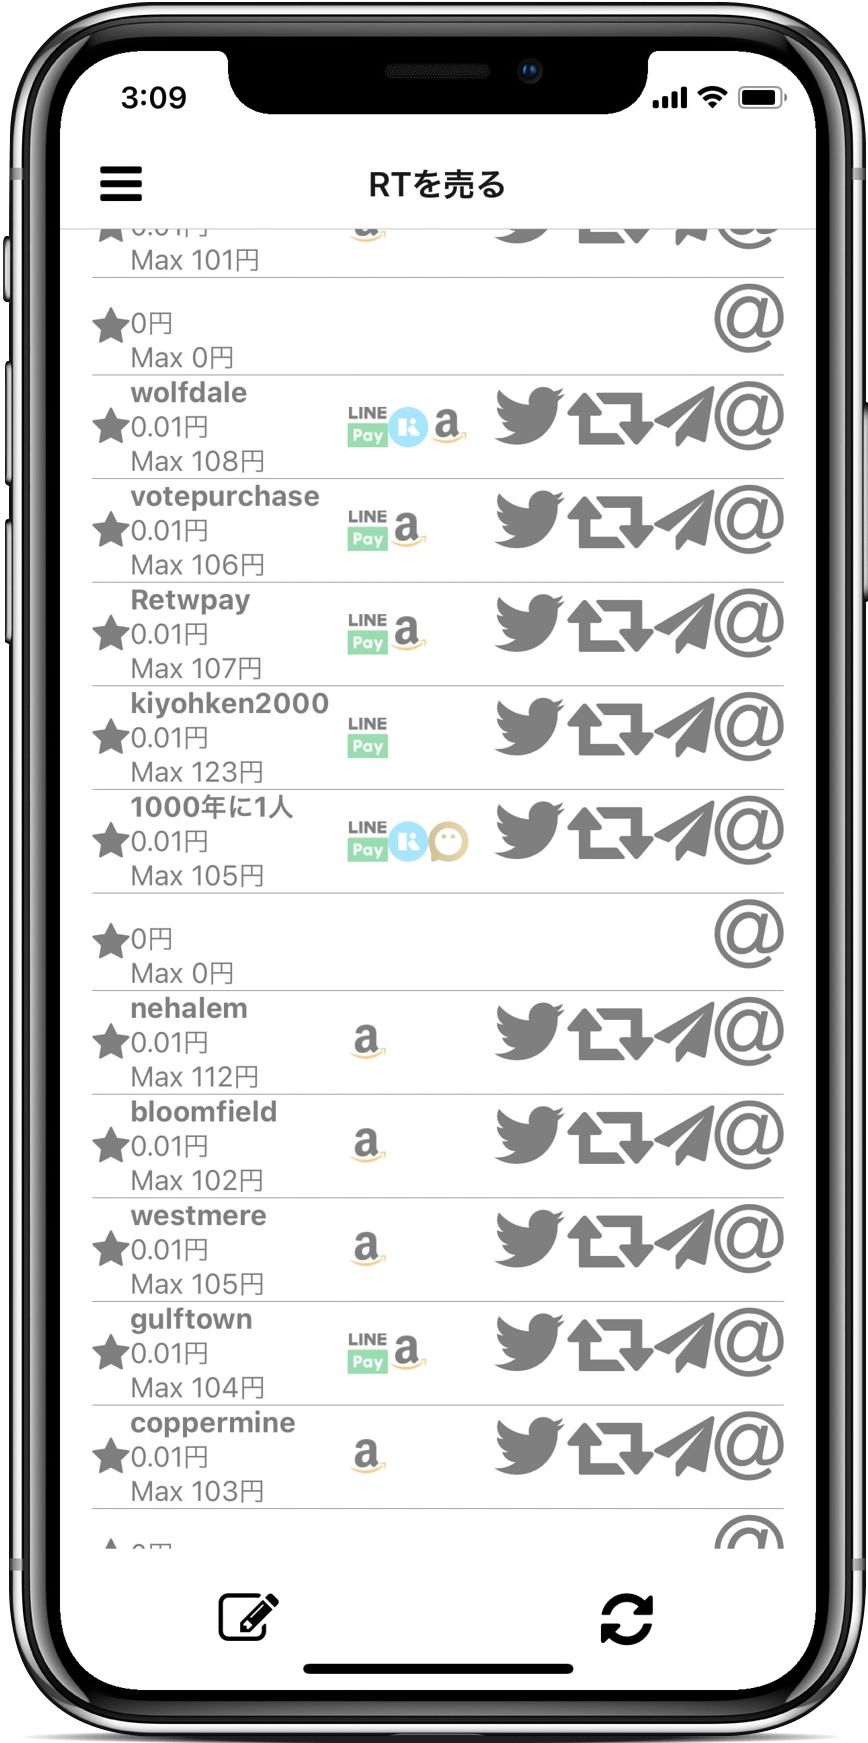 3:09
RTを売る
0.01円
Max 101円
0円
Max 0円
wolfdale
0.01円
Max 108円
LINE
Pay
a
@
votepurchase
0.01円
Max 106円
LINE
Pay
a
@
Retwpay
0.01円
Max 107円
LINE
Pay
a
@
kiyohken2000
0.01円
Max 123円
LINE
Pay
@
1000年に1人
0.01円
Max 105円
LINE
Pay
@
0円
Max 0円
@
nehalem
0.01円
Max 112円
a
@
bloomfield
0.01円
Max 102円
a
@
westmere
0.01円
Max 105円
a
@
gulftown
0.01円
Max 104円
LINE
Pay
a
@
coppermine
0.01円
Max 103円
a
@
0円